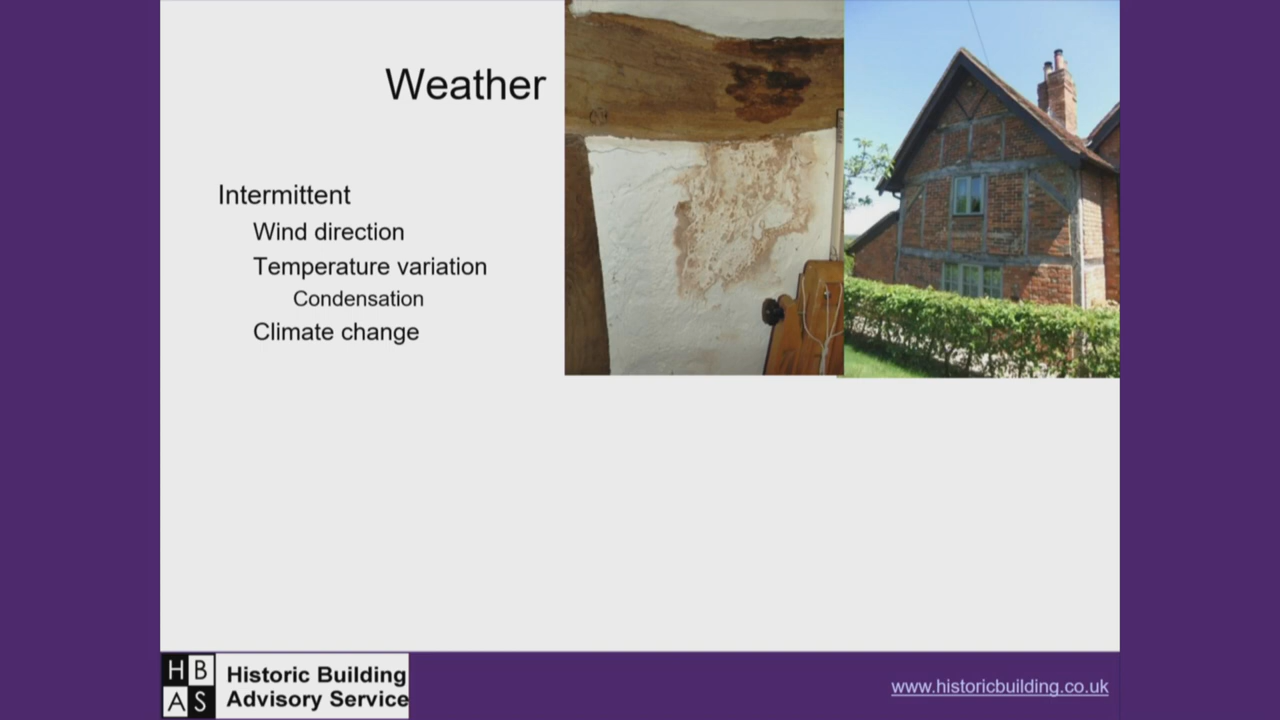 Weather
Intermittent
Wind direction
Temperature variation
Condensation
Climate change
H B
A S
Historic Building
Advisory Service
www.historicbuilding.co.uk